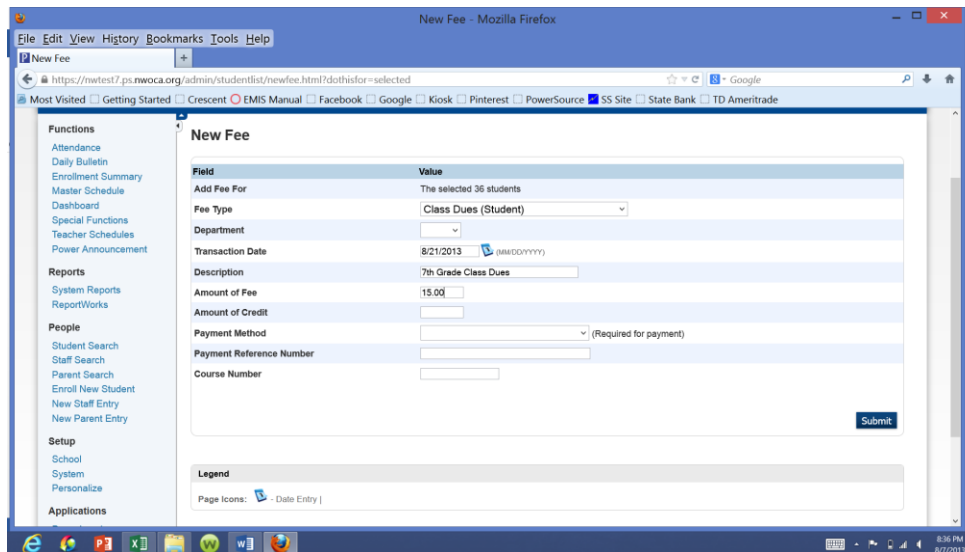 New Fee - Mozilla Firefox
File Edit View History Bookmarks Tools Help
New Fee
https://nwtest7.ps.nwoca.org/admin/studentlist/newfee.html?dothisfor=selected
Google
Most Visited Getting Started Crescent EMIS Manual Facebook Google Kiosk Pinterest PowerSource SS Site State Bank TD Ameritrade
Functions
Attendance
Daily Bulletin
Enrollment Summary
Master Schedule
Dashboard
Special Functions
Teacher Schedules
Power Announcement
Reports
System Reports
ReportWorks
People
Student Search
Staff Search
Parent Search
Enroll New Student
New Staff Entry
New Parent Entry
Setup
School
System
Personalize
Applications
New Fee
Field Value
Add Fee For The selected 36 students
Fee Type Class Dues (Student)
Department
Transaction Date 8/21/2013 (MM/DD/YYYY)
Description 7th Grade Class Dues
Amount of Fee 15.00
Amount of Credit
Payment Method (Required for payment)
Payment Reference Number
Course Number
Submit
Legend
Page Icons: - Date Entry |
8:36 PM
8/7/2013